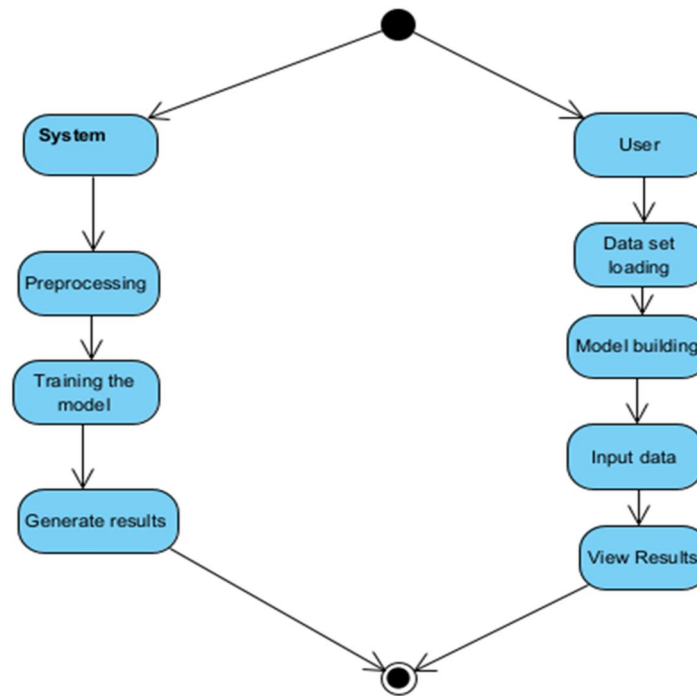 System
Preprocessing
Training the
model
Generate results
User
Data set
loading
Model building
Input data
View Results